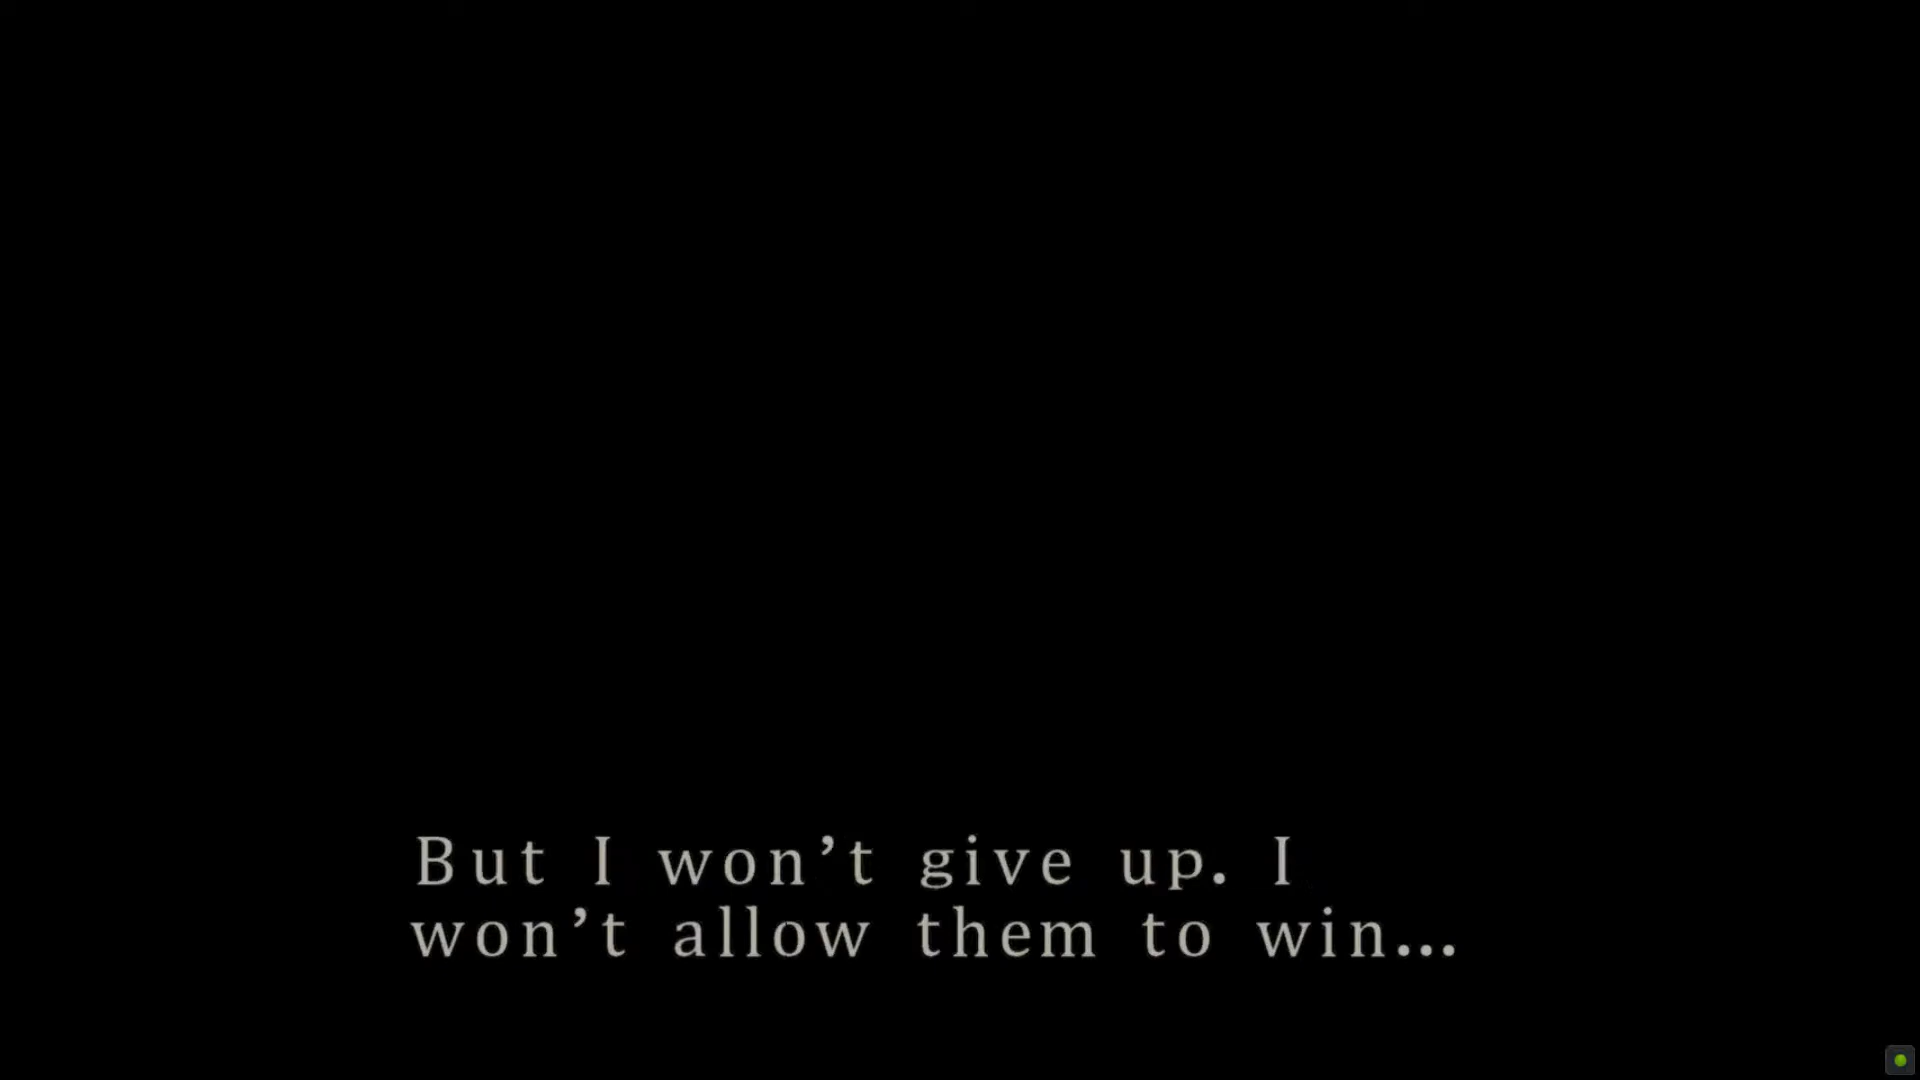 But I won’t give up. I
won’t allow them to win...